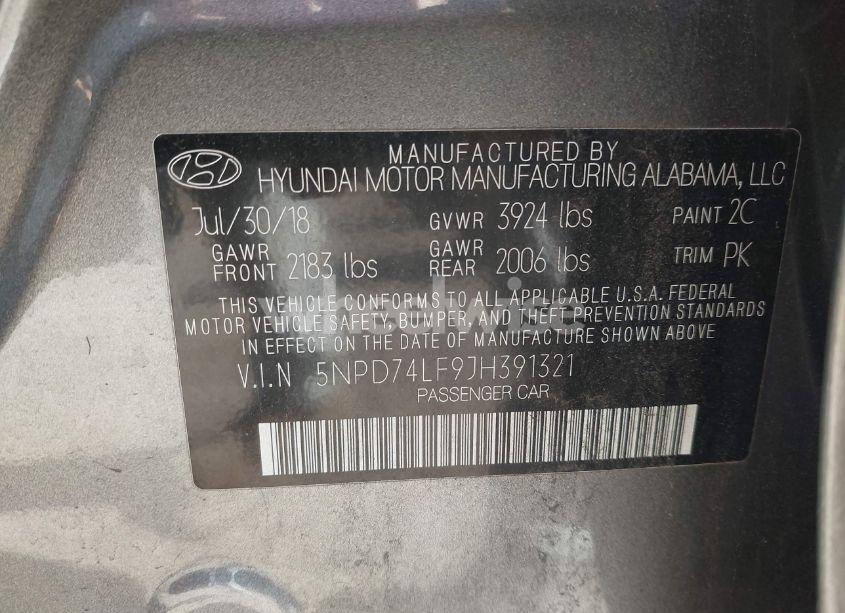 MANUFACTURED BY
HYUNDAI MOTOR MANUFACTURING ALABAMA, LLC
Jul/30/18 GVWR 3924 lbs PAINT 2C
GAWR FRONT 2183 lbs GAWR REAR 2006 lbs TRIM PK
THIS VEHICLE CONFORMS TO ALL APPLICABLE U.S.A. FEDERAL
MOTOR VEHICLE SAFETY, BUMPER, AND THEFT PREVENTION STANDARDS
IN EFFECT ON THE DATE OF MANUFACTURE SHOWN ABOVE
V.I.N 5NPD74LF9JH391321
PASSENGER CAR